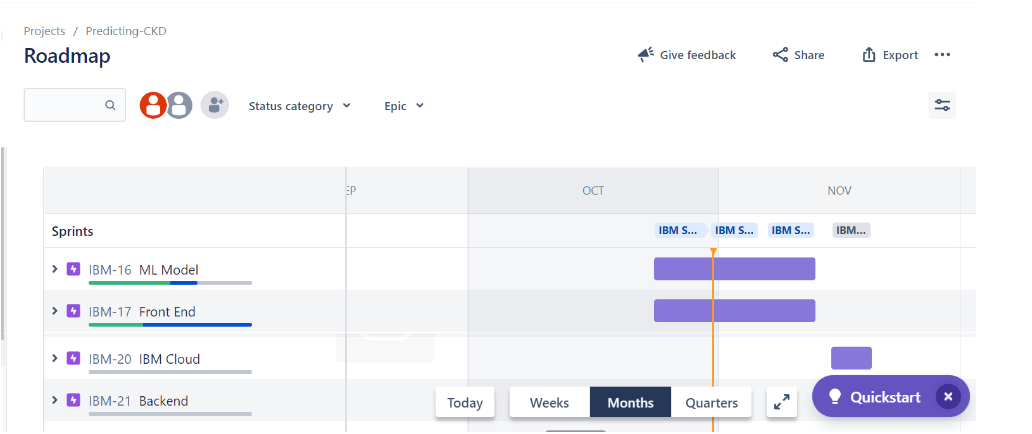 Projects / Predicting-CKD
Roadmap
Give feedback
Share
Export
Status category
Epic
EP
OCT
NOV
Sprints
IBM S...
IBM S...
IBM S...
IBM...
IBM-16 ML Model
IBM-17 Front End
IBM-20 IBM Cloud
IBM-21 Backend
Today
Weeks
Months
Quarters
Quickstart